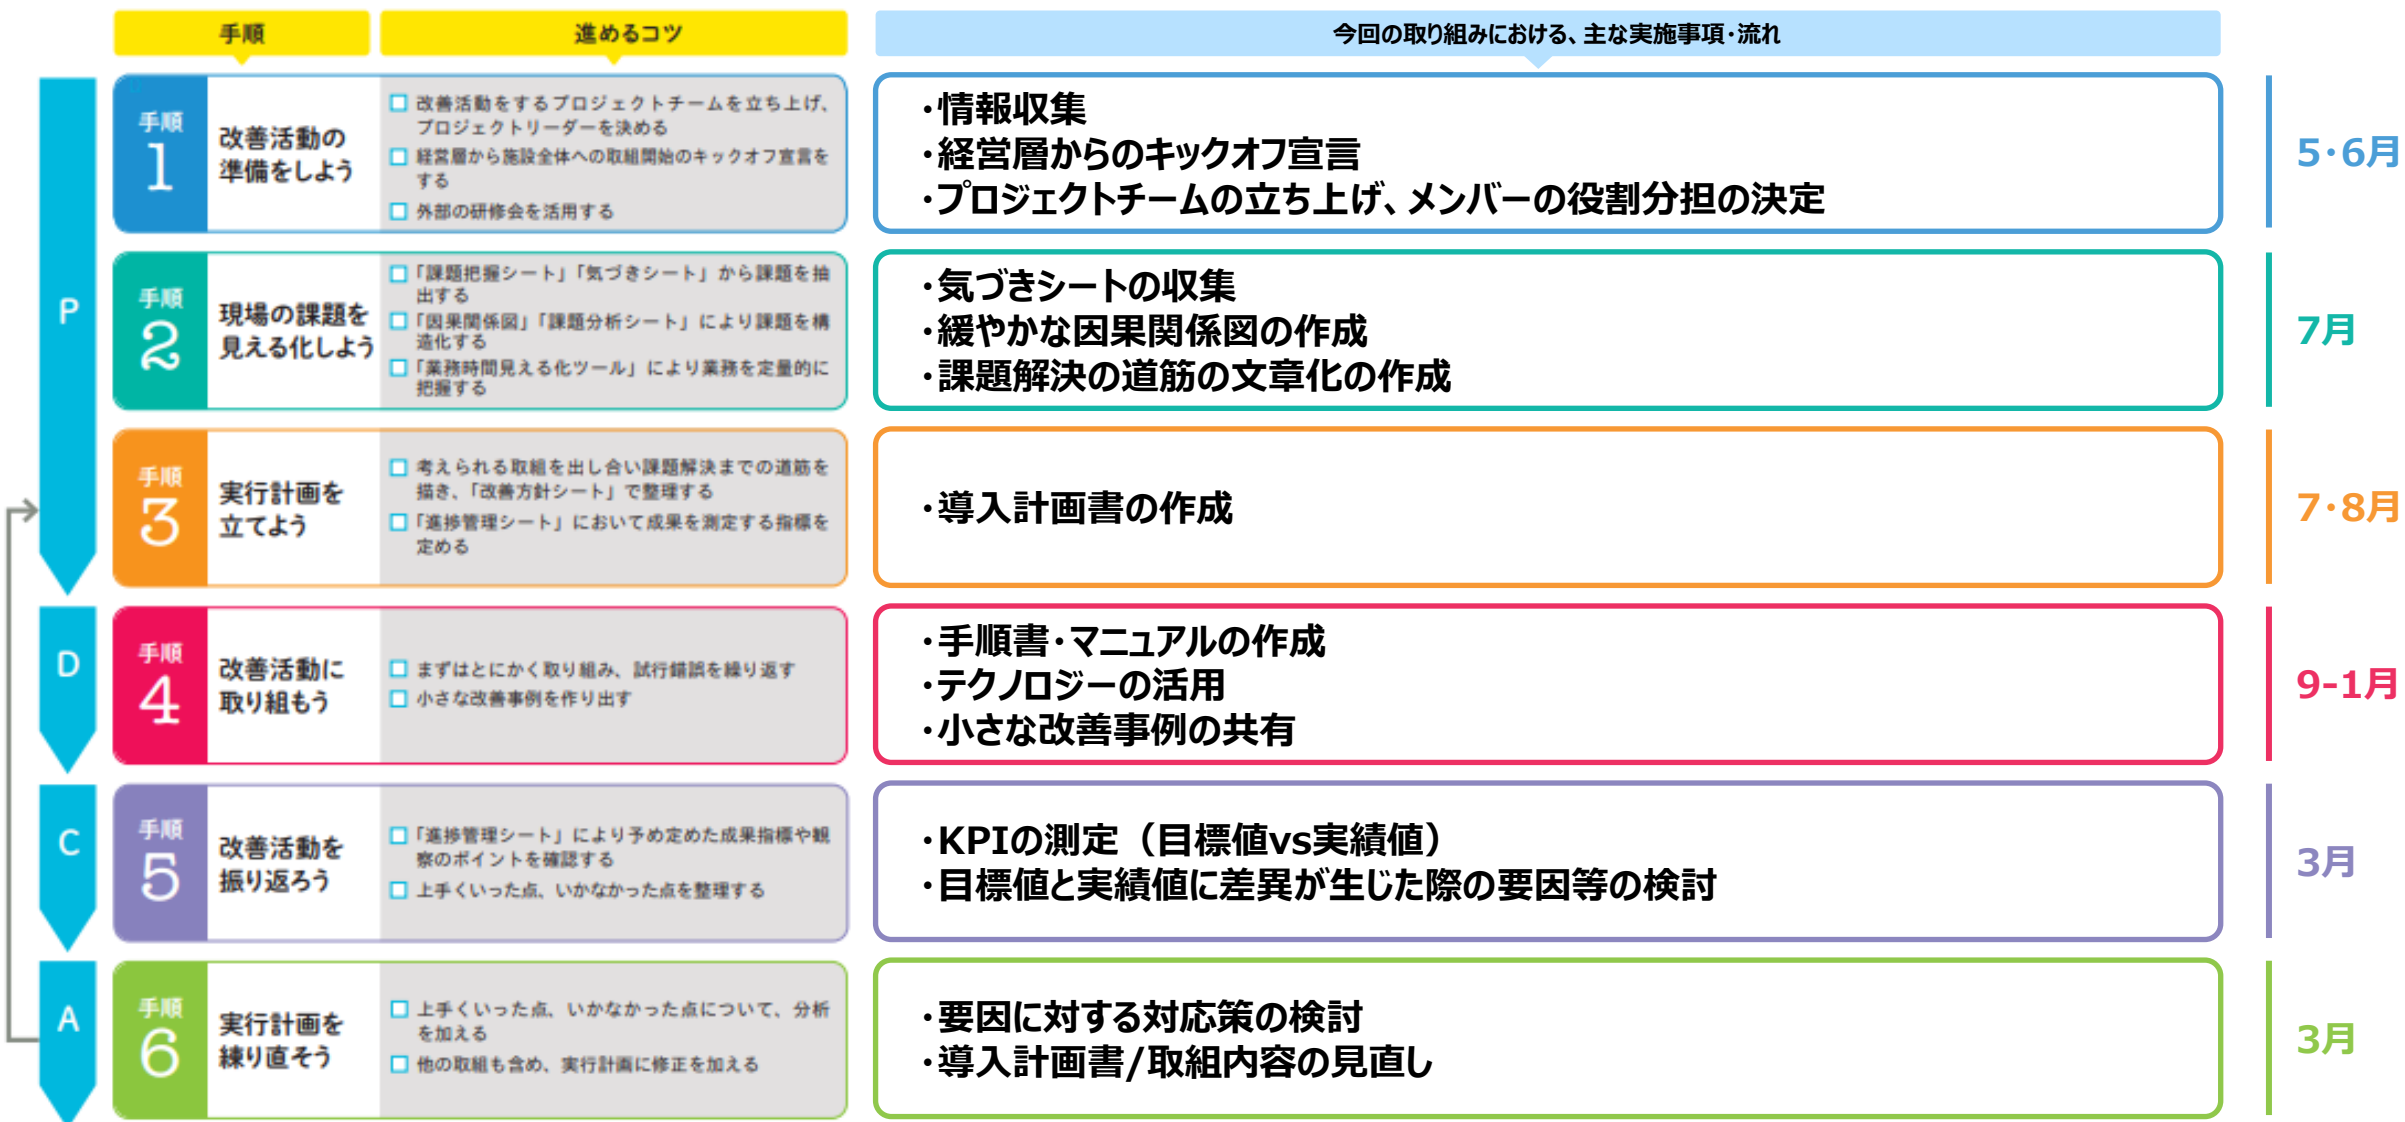 手順
進めるコツ
今回の取り組みにおける、主な実施事項・流れ
P
手順
1
改善活動の
準備をしよう
□ 改善活動をするプロジェクトチームを立ち上げ、
プロジェクトリーダーを決める
□ 経営層から施設全体への取組開始のキックオフ宣言を
する
□ 外部の研修会を活用する
・情報収集
・経営層からのキックオフ宣言
・プロジェクトチームの立ち上げ、メンバーの役割分担の決定
5・6月
手順
2
現場の課題を
見える化しよう
□ 「課題把握シート」「気づきシート」から課題を抽
出する
□ 「因果関係図」「課題分析シート」により課題を構
造化する
□ 「業務時間見える化ツール」により業務を定量的に
把握する
・気づきシートの収集
・緩やかな因果関係図の作成
・課題解決の道筋の文章化の作成
7月
手順
3
実行計画を
立てよう
□ 考えられる取組を出し合い課題解決までの道筋を
描き、「改善方針シート」で整理する
□ 「進捗管理シート」において成果を測定する指標を
定める
・導入計画書の作成
7・8月
D
手順
4
改善活動に
取り組もう
□ まずはとにかく取り組み、試行錯誤を繰り返す
□ 小さな改善事例を作り出す
・手順書・マニュアルの作成
・テクノロジーの活用
・小さな改善事例の共有
9-1月
C
手順
5
改善活動を
振り返ろう
□ 「進捗管理シート」により予め定めた成果指標や観
察のポイントを確認する
□ 上手くいった点、いかなかった点を整理する
・KPIの測定（目標値vs実績値）
・目標値と実績値に差異が生じた際の要因等の検討
3月
A
手順
6
実行計画を
練り直そう
□ 上手くいった点、いかなかった点について、分析
を加える
□ 他の取組も含め、実行計画に修正を加える
・要因に対する対応策の検討
・導入計画書/取組内容の見直し
3月